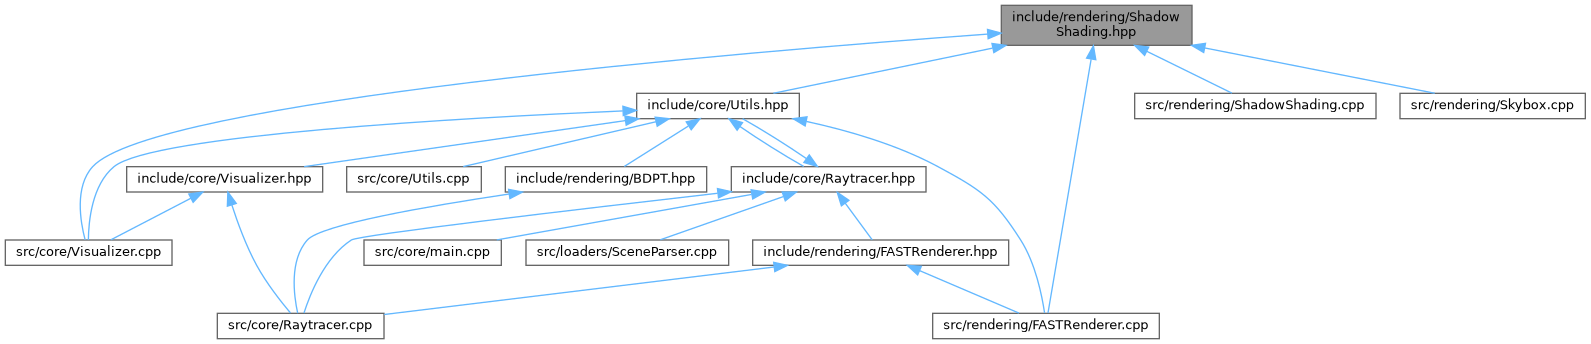 include/rendering/Shadow
Shading.hpp
include/core/Utils.hpp
src/rendering/ShadowShading.cpp
src/rendering/Skybox.cpp
include/core/Visualizer.hpp
src/core/Utils.cpp
include/rendering/BDPT.hpp
include/core/Raytracer.hpp
src/core/Visualizer.cpp
src/core/main.cpp
src/loaders/SceneParser.cpp
include/rendering/FASTRenderer.hpp
src/core/Raytracer.cpp
src/rendering/FASTRenderer.cpp